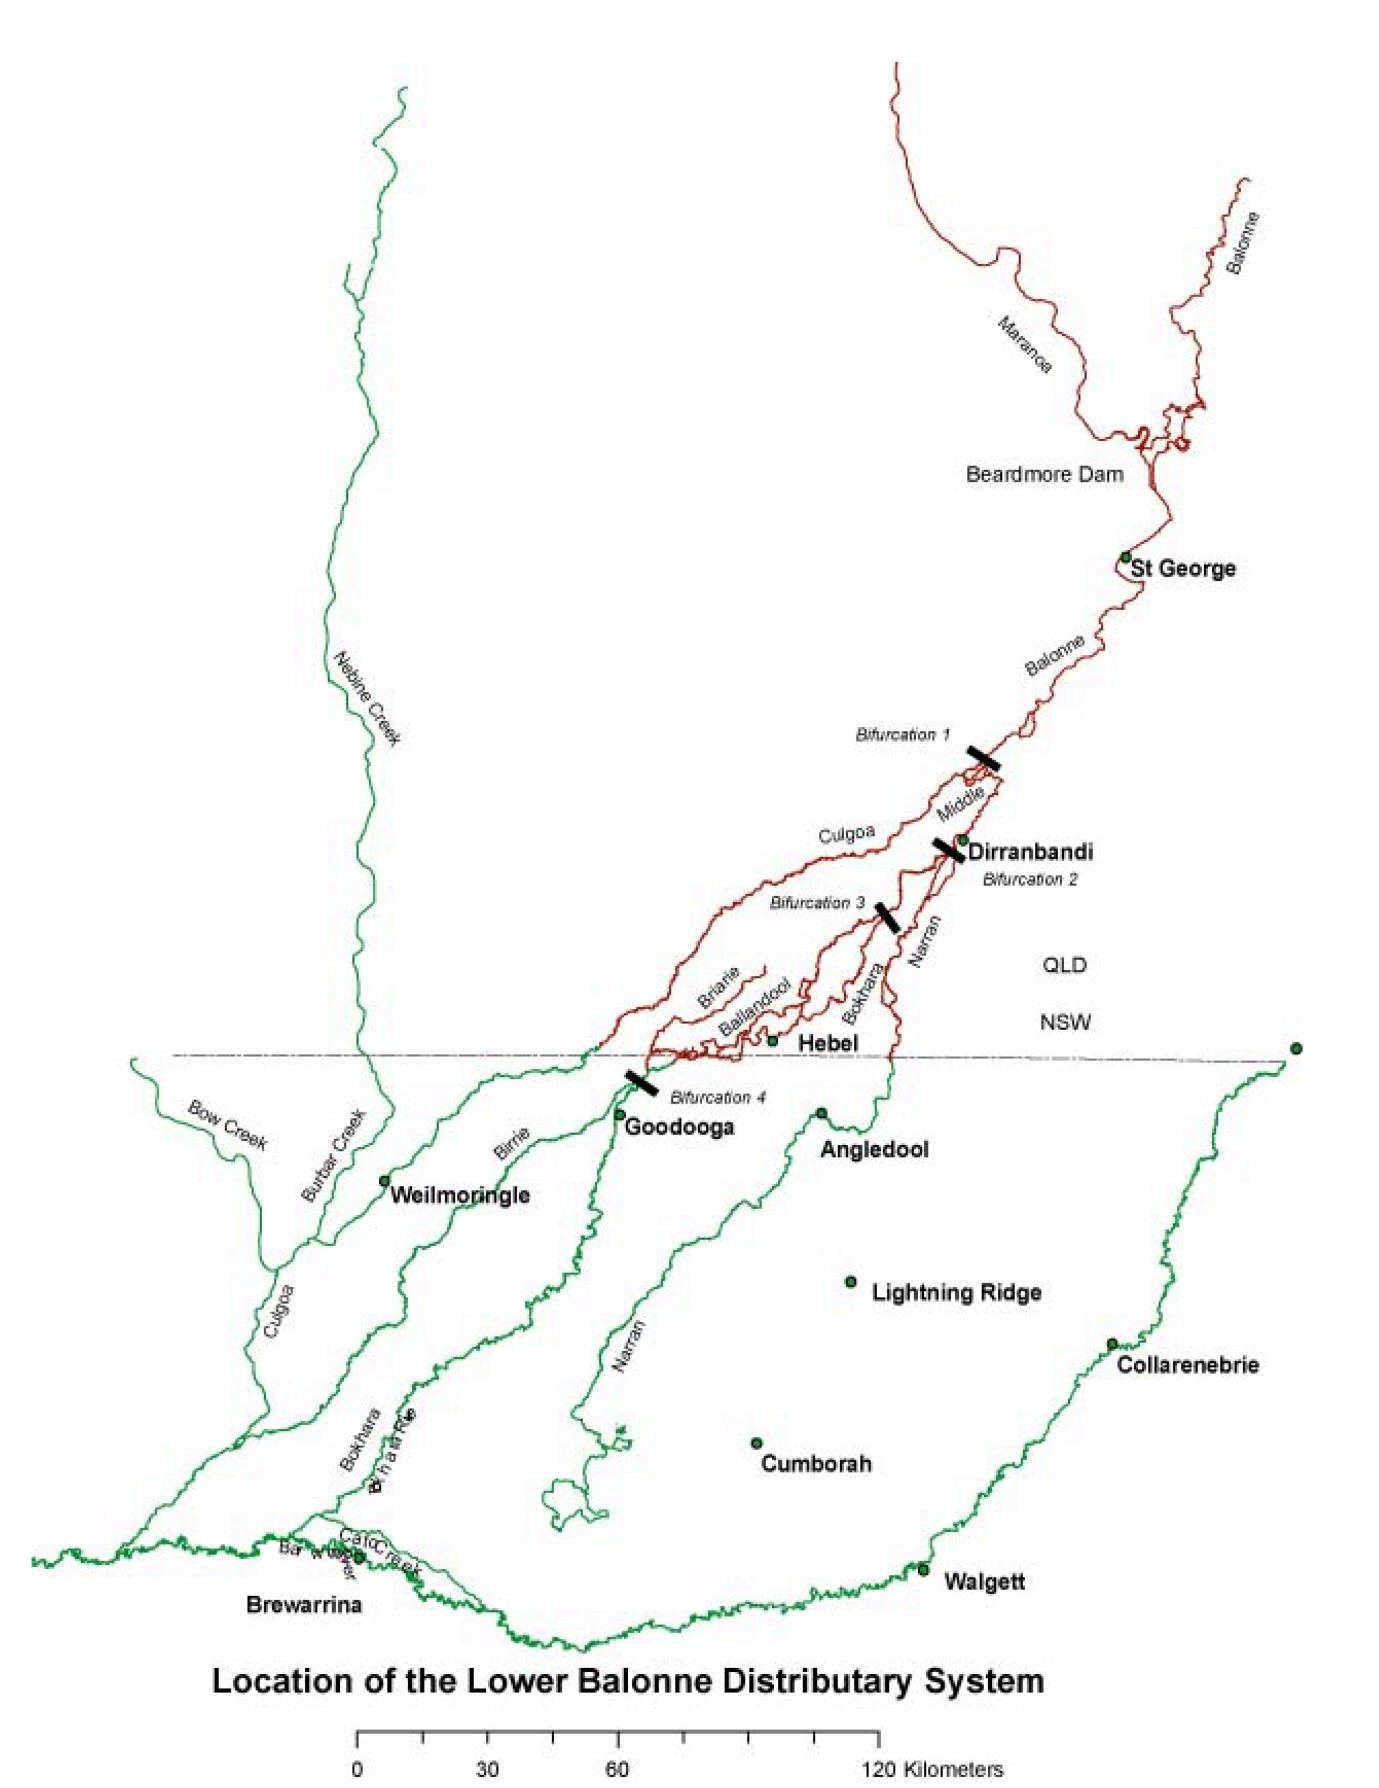 Balonne
Maranoa
Beardmore Dam
St George
Balonne
Nebine Creek
Bifurcation 1
Middle
Culgoa
Dirranbandi
Bifurcation 2
Bifurcation 3
Narran
QLD
Briarie
Ballandool
Bokhara
NSW
Hebel
Bifurcation 4
Bow Creek
Burbar Creek
Birrie
Goodooga
Angledool
Weilmoringle
Lightning Ridge
Culgoa
Narran
Collarenebrie
Bokhara
Cumborah
Cato Creek
Walgett
Brewarrina
Location of the Lower Balonne Distributary System
0 30 60 120 Kilometers